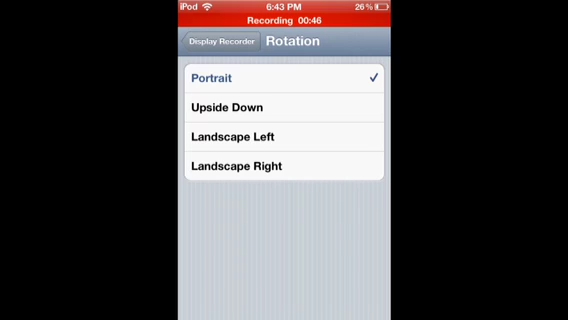 iPod 6:43 PM 26%
Recording 00:46
Display Recorder Rotation
Portrait
Upside Down
Landscape Left
Landscape Right